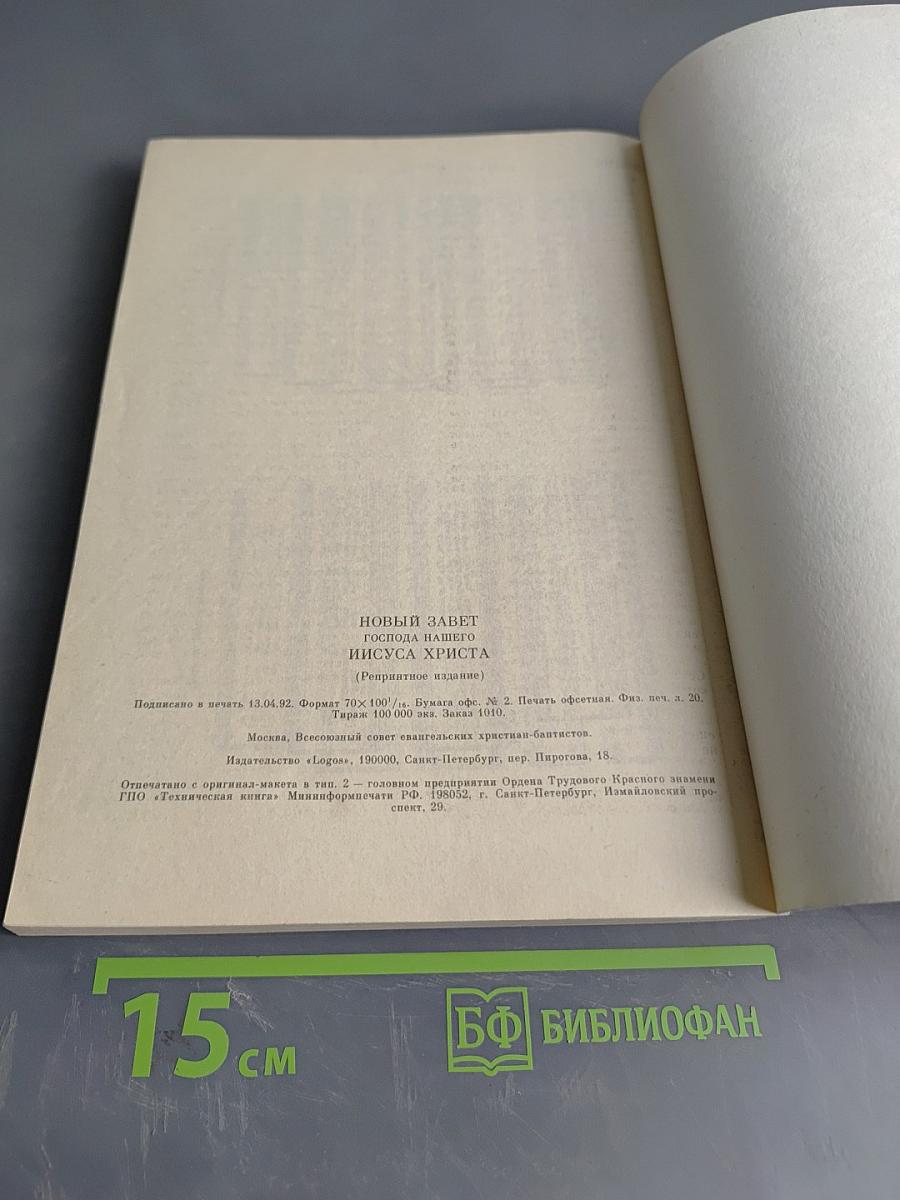 НОВЫЙ ЗАВЕТ
ГОСПОДА НАШЕГО
ИИСУСА ХРИСТА
(Репринтное издание)
Подписано в печать 13.04.92. Формат 70×100¹/₁₆. Бумага офс. № 2. Печать офсетная. Физ. печ. л. 20.
Тираж 100 000 экз. Заказ 1010.
Москва, Всесоюзный совет евангельских христиан-баптистов.
Издательство «Logos», 190000, Санкт-Петербург, пер. Пирогова, 18.
Отпечатано с оригинал-макета в тип. 2 — головном предприятии Ордена Трудового Красного знамени
ГПО «Техническая книга» Мининформпечати РФ. 198052, г. Санкт-Петербург, Измайловский про-
спект, 29.
15 см
БФ БИБЛИОФАН